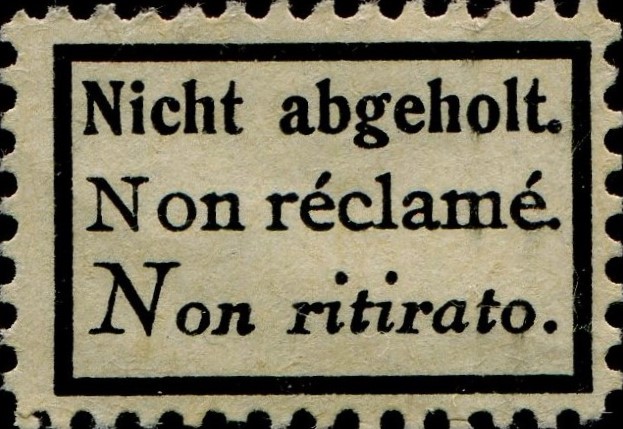 Nicht abgeholt.
Non réclamé.
Non ritirato.